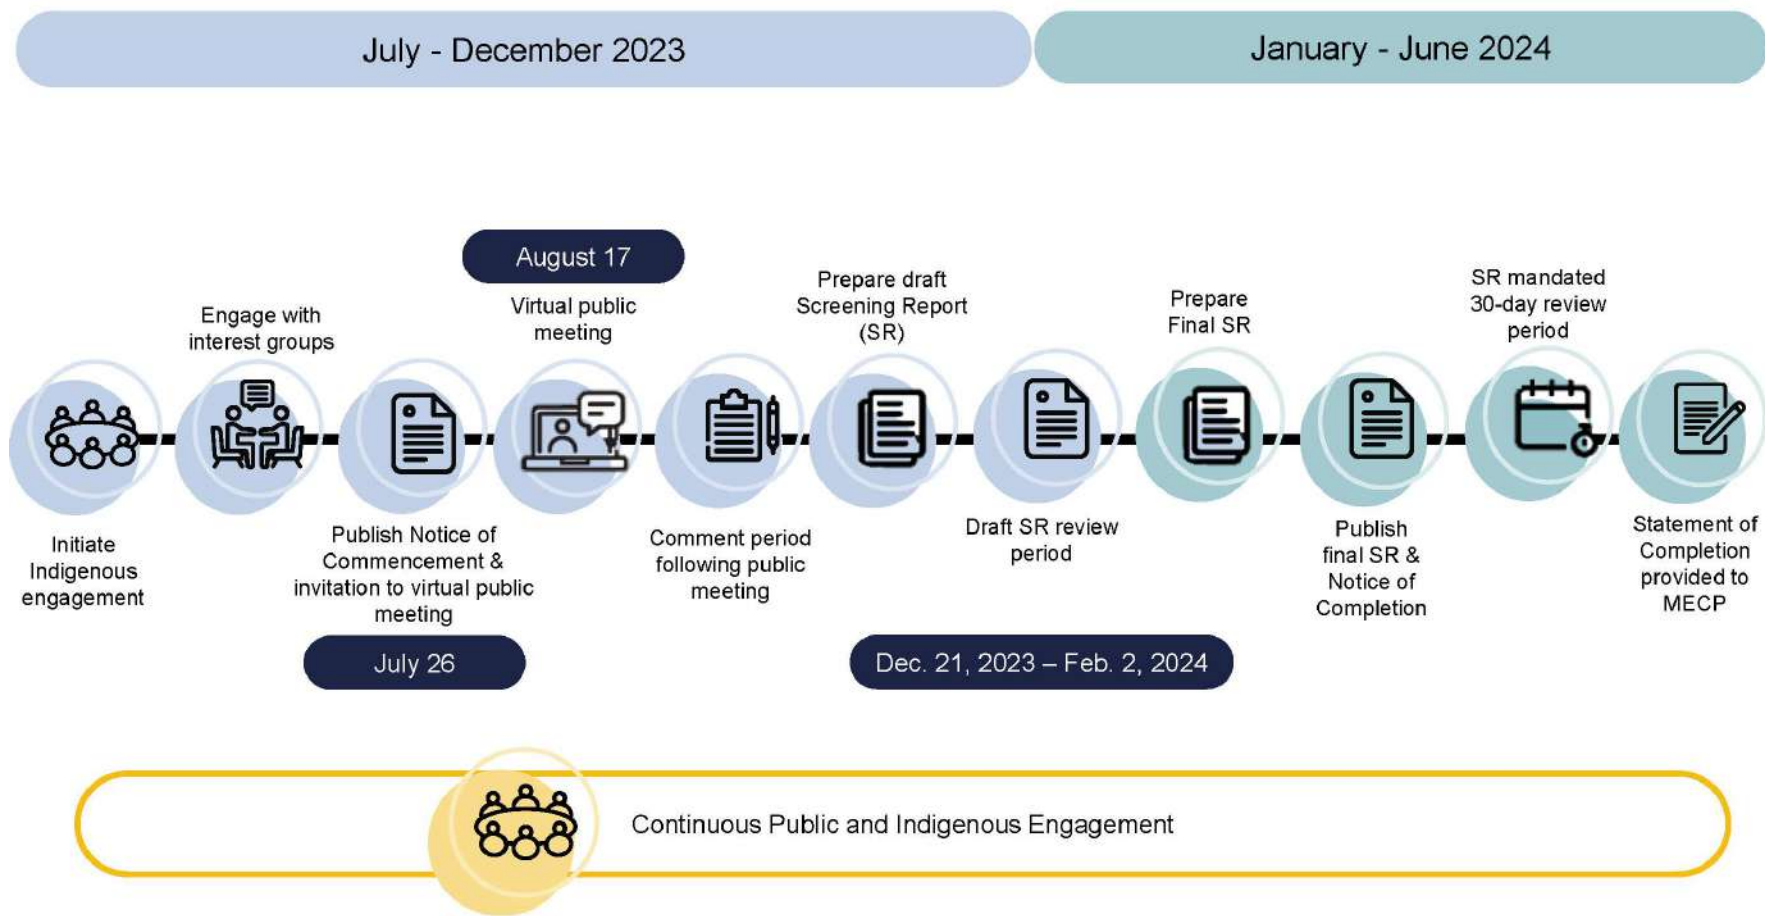 July - December 2023
January - June 2024
Initiate
Indigenous
engagement
Engage with
interest groups
Publish Notice of
Commencement &
invitation to virtual public
meeting
July 26
August 17
Virtual public
meeting
Comment period
following public
meeting
Prepare draft
Screening Report
(SR)
Draft SR review
period
Dec. 21, 2023 – Feb. 2, 2024
Prepare
Final SR
Publish
final SR &
Notice of
Completion
SR mandated
30-day review
period
Statement of
Completion
provided to
MECP
Continuous Public and Indigenous Engagement